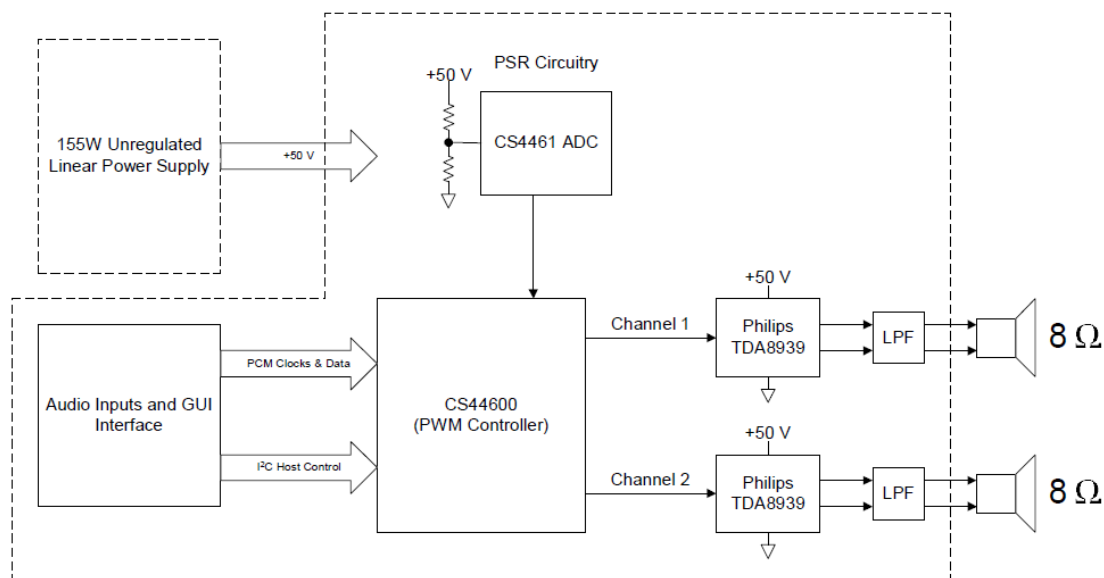 PSR Circuitry
+50 V
CS4461 ADC
155W Unregulated
Linear Power Supply
+50 V
+50 V
Channel 1
Philips
TDA8939
LPF
8 Ω
PCM Clocks & Data
Audio Inputs and GUI
Interface
CS44600
(PWM Controller)
I²C Host Control
+50 V
Channel 2
Philips
TDA8939
LPF
8 Ω